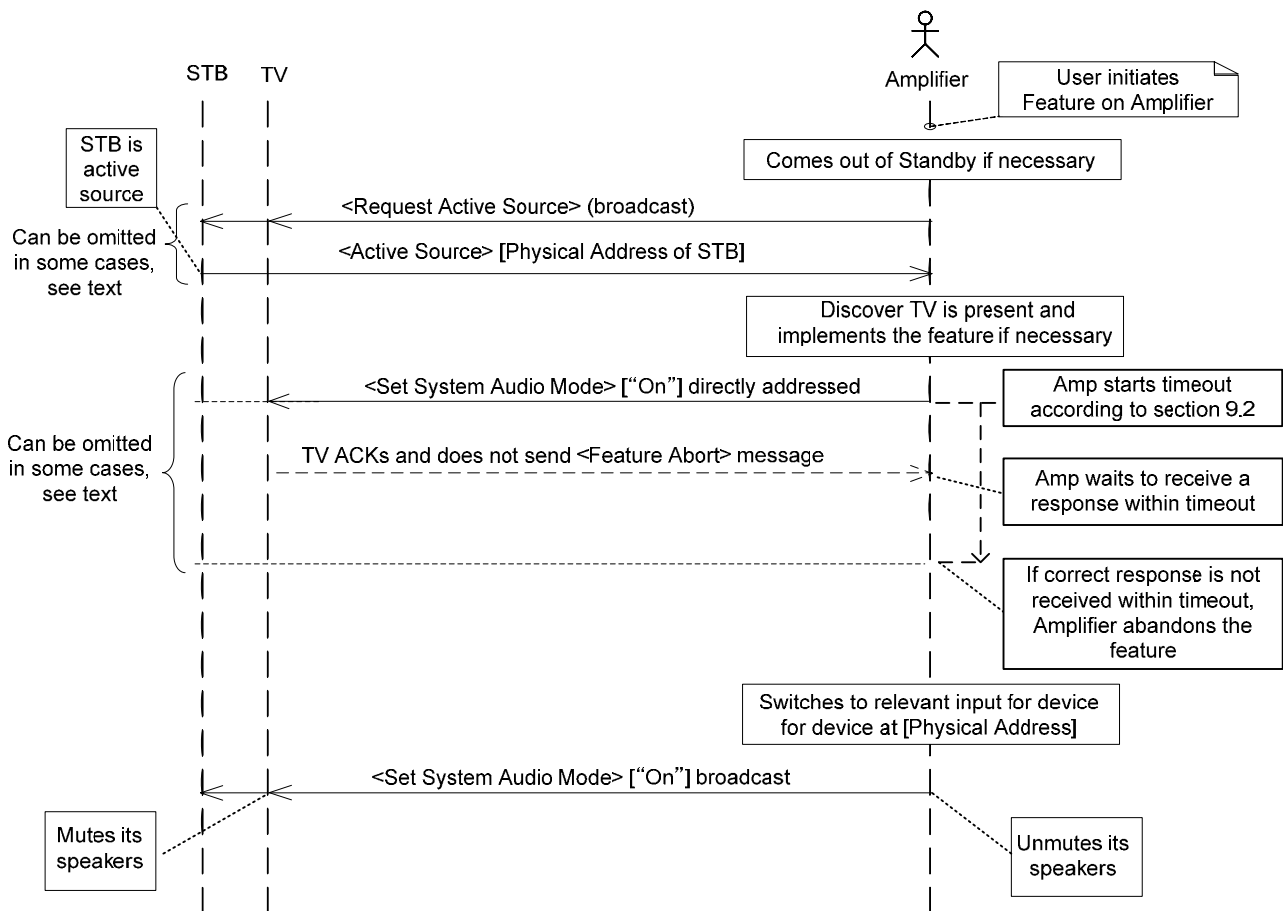 STB
TV
Amplifier
User initiates
Feature on Amplifier
STB is
active
source
Comes out of Standby if necessary
<Request Active Source> (broadcast)
Can be omitted
in some cases,
see text
<Active Source> [Physical Address of STB]
Discover TV is present and
implements the feature if necessary
<Set System Audio Mode> [“On”] directly addressed
Amp starts timeout
according to section 9.2
Can be omitted
in some cases,
see text
TV ACKs and does not send <Feature Abort> message
Amp waits to receive a
response within timeout
If correct response is not
received within timeout,
Amplifier abandons the
feature
Switches to relevant input for device
for device at [Physical Address]
<Set System Audio Mode> [“On”] broadcast
Mutes its
speakers
Unmutes its
speakers